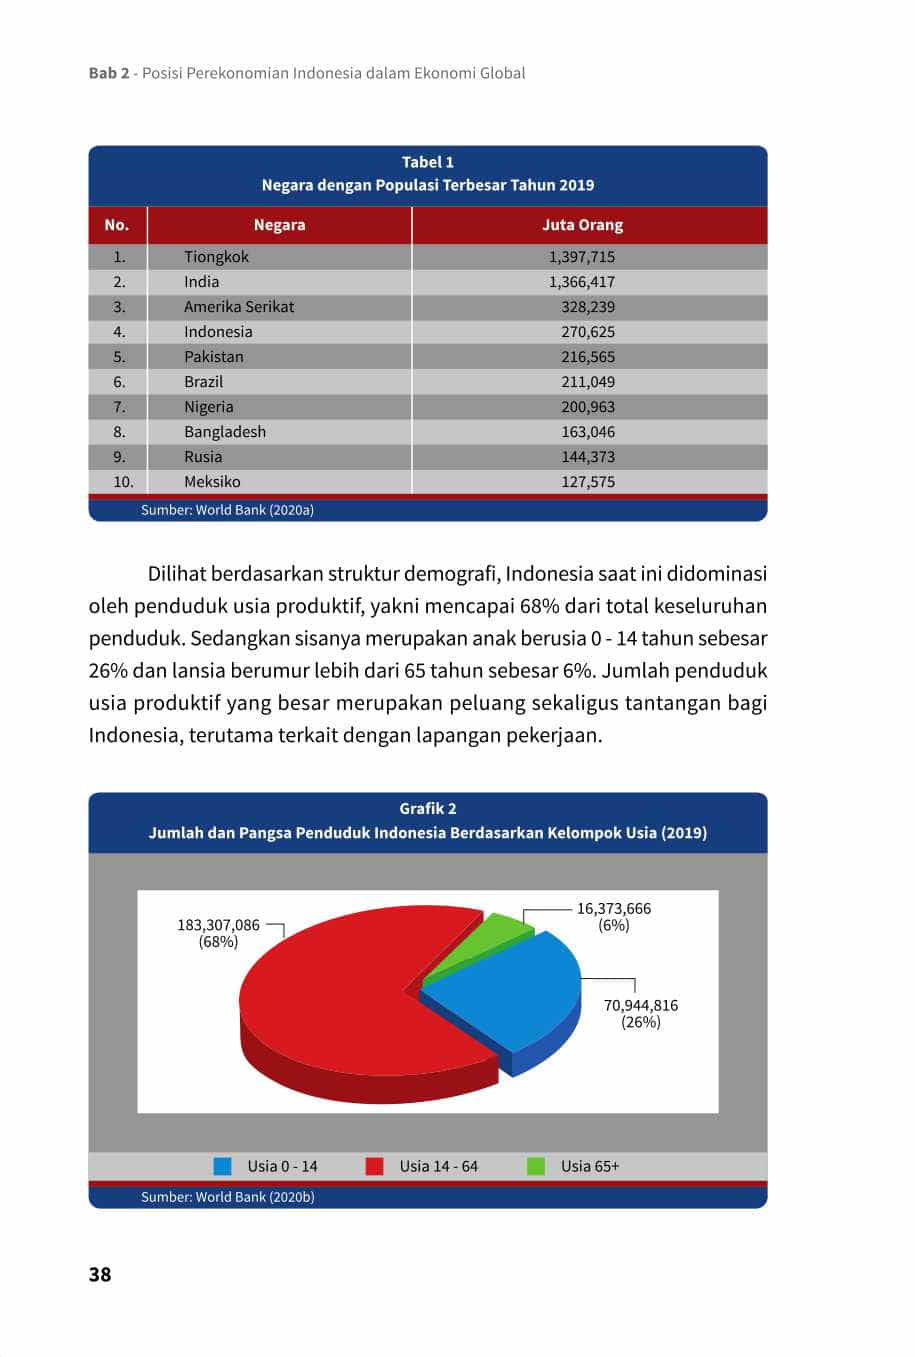 Bab 2 - Posisi Perekonomian Indonesia dalam Ekonomi Global
Tabel 1
Negara dengan Populasi Terbesar Tahun 2019
No. Negara Juta Orang
1. Tiongkok 1,397,715
2. India 1,366,417
3. Amerika Serikat 328,239
4. Indonesia 270,625
5. Pakistan 216,565
6. Brazil 211,049
7. Nigeria 200,963
8. Bangladesh 163,046
9. Rusia 144,373
10. Meksiko 127,575
Sumber: World Bank (2020a)
Dilihat berdasarkan struktur demografi, Indonesia saat ini didominasi
oleh penduduk usia produktif, yakni mencapai 68% dari total keseluruhan
penduduk. Sedangkan sisanya merupakan anak berusia 0 - 14 tahun sebesar
26% dan lansia berumur lebih dari 65 tahun sebesar 6%. Jumlah penduduk
usia produktif yang besar merupakan peluang sekaligus tantangan bagi
Indonesia, terutama terkait dengan lapangan pekerjaan.
Grafik 2
Jumlah dan Pangsa Penduduk Indonesia Berdasarkan Kelompok Usia (2019)
183,307,086
(68%)
16,373,666
(6%)
70,944,816
(26%)
Usia 0 - 14 Usia 14 - 64 Usia 65+
Sumber: World Bank (2020b)
38